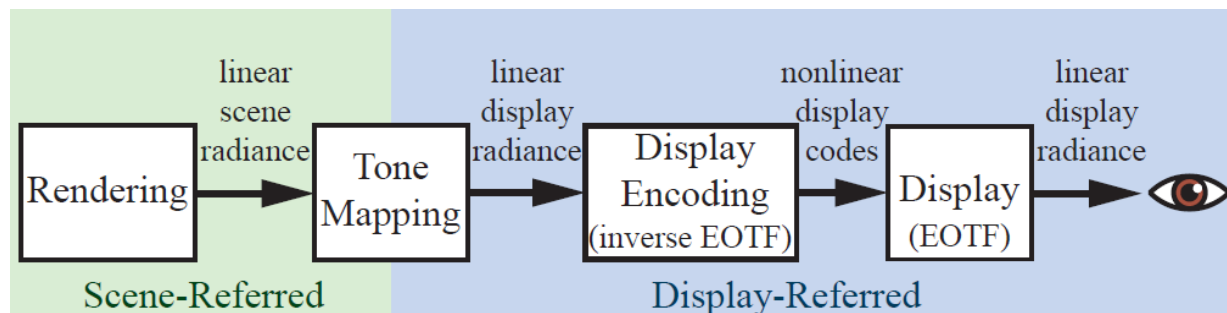 linear
scene
radiance
linear
display
radiance
nonlinear
display
codes
linear
display
radiance
Rendering
Tone
Mapping
Display
Encoding
(inverse EOTF)
Display
(EOTF)
Scene-Referred
Display-Referred